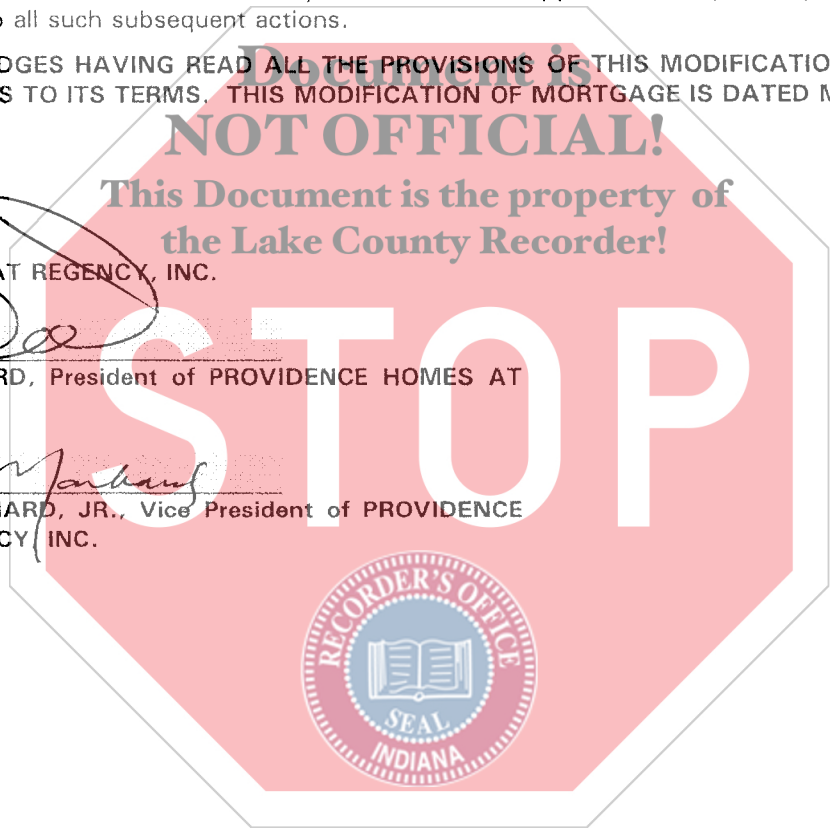 all such subsequent actions.
DGES HAVING READ ALL THE PROVISIONS OF THIS MODIFICATIO
S TO ITS TERMS. THIS MODIFICATION OF MORTGAGE IS DATED M
Document is
NOT OFFICIAL!
This Document is the property of
the Lake County Recorder!
AT REGENCY, INC.
STOP
RD, President of PROVIDENCE HOMES AT
ARD, JR., Vice President of PROVIDENCE
CY INC.
RECORDER'S OFFICE
SEAL
INDIANA